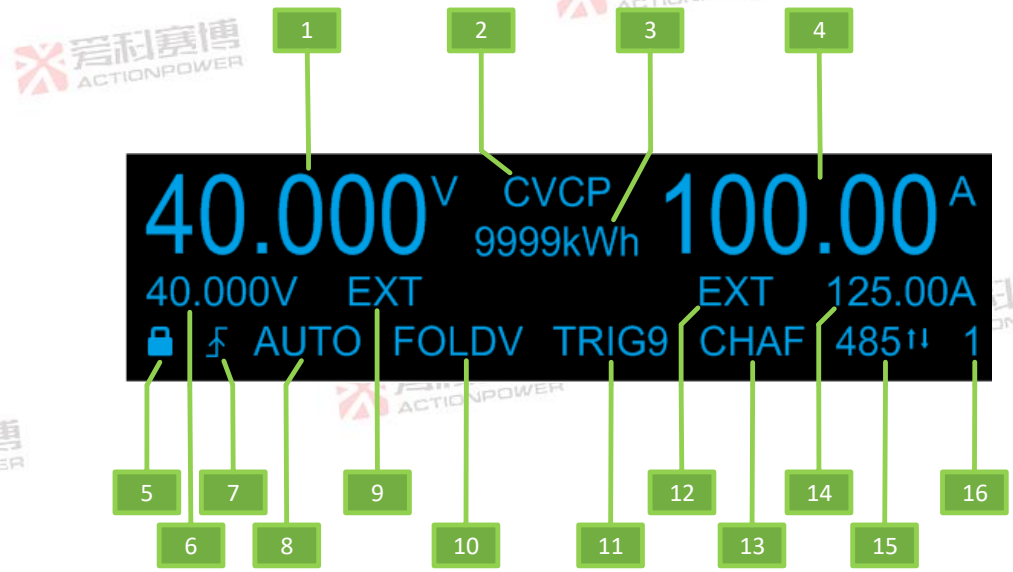 爱科赛博
ACTIONPOWER
ACTIONPOWER
1 2 3 4
40.000V CVCP 100.00A
9999kWh
40.000V EXT EXT 125.00A
AUTO FOLDV TRIG9 CHAF 485↑↓ 1
ACTIONPOWER
5 7 9 12 14 16
6 8 10 11 13 15